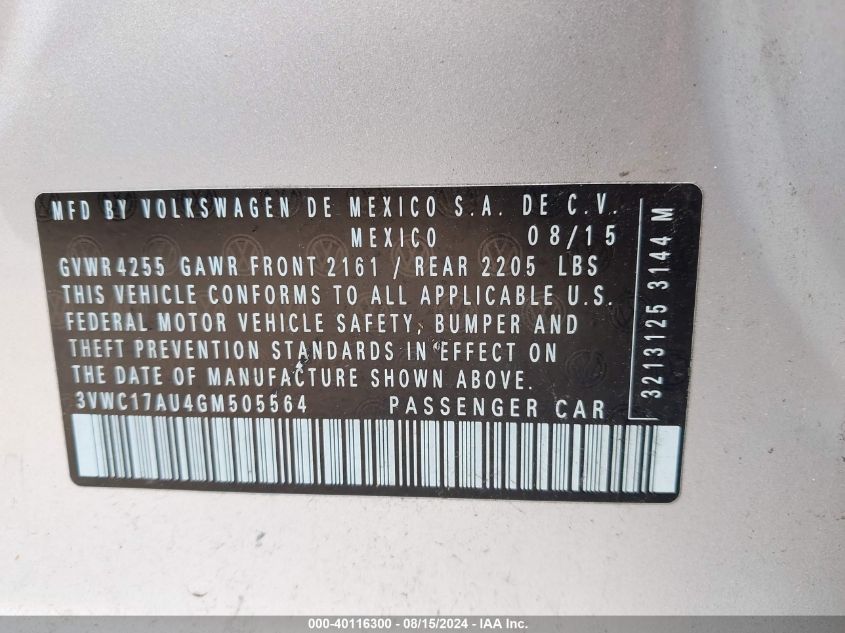 MFD BY VOLKSWAGEN DE MEXICO S.A. DE C.V.
MEXICO 08/15
GVWR 4255 GAWR FRONT 2161 / REAR 2205 LBS
THIS VEHICLE CONFORMS TO ALL APPLICABLE U.S.
FEDERAL MOTOR VEHICLE SAFETY, BUMPER AND
THEFT PREVENTION STANDARDS IN EFFECT ON
THE DATE OF MANUFACTURE SHOWN ABOVE.
3VWC17AU4GM505564 PASSENGER CAR
3213125 3144 M
000-40116300 - 08/15/2024 - IAA Inc.